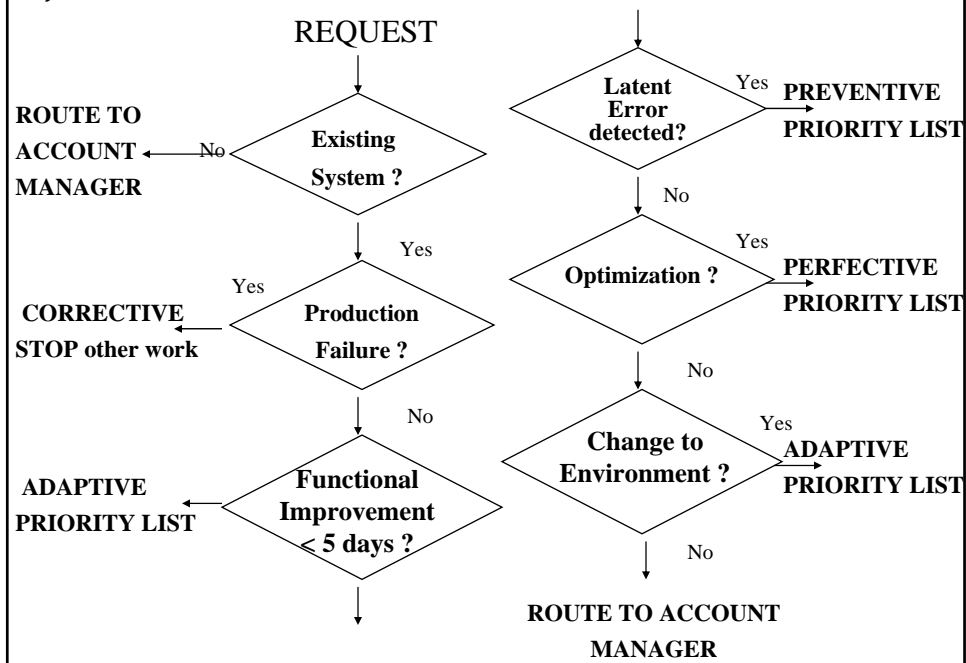 REQUEST
Existing
System ?
No
ROUTE TO
ACCOUNT
MANAGER
Yes
Production
Failure ?
Yes
CORRECTIVE
STOP other work
No
Functional
Improvement
< 5 days ?
ADAPTIVE
PRIORITY LIST
Latent
Error
detected?
Yes
PREVENTIVE
PRIORITY LIST
No
Optimization ?
Yes
PERFECTIVE
PRIORITY LIST
No
Change to
Environment ?
Yes
ADAPTIVE
PRIORITY LIST
No
ROUTE TO ACCOUNT
MANAGER